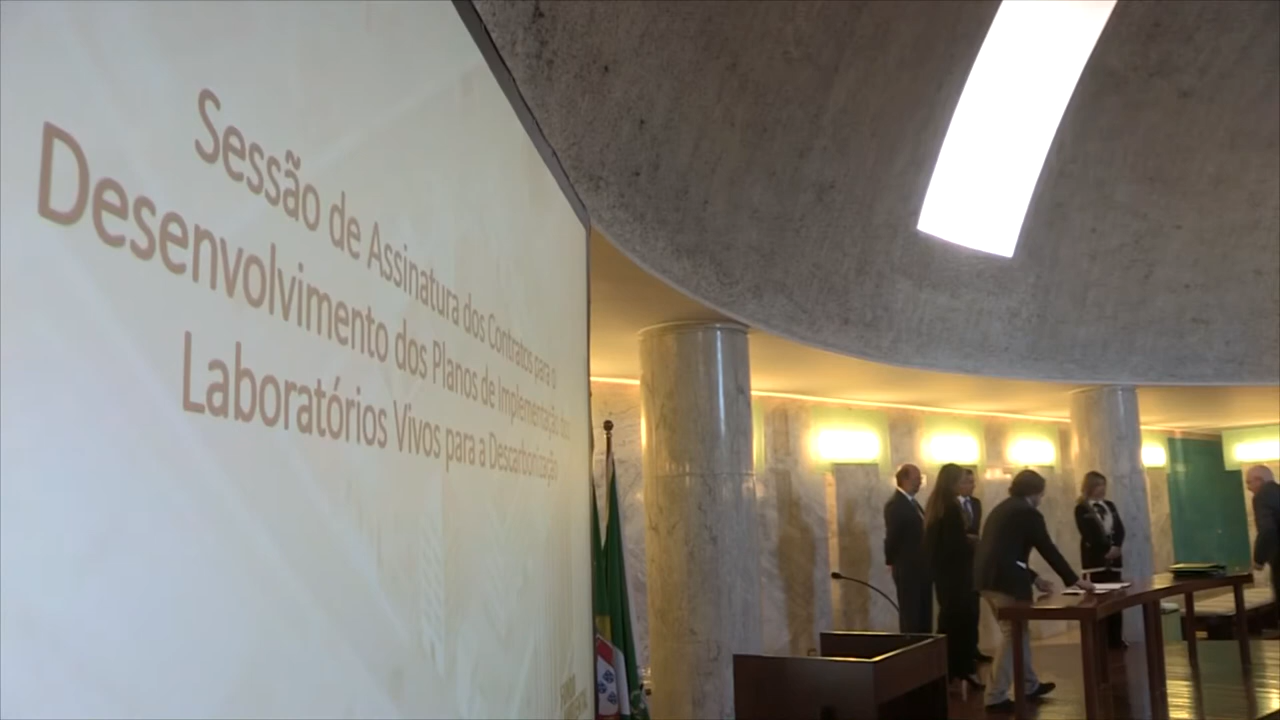 Sessão de Assinatura dos Contratos para o
Desenvolvimento dos Planos de Implementação dos
Laboratórios Vivos para a Descarbonização